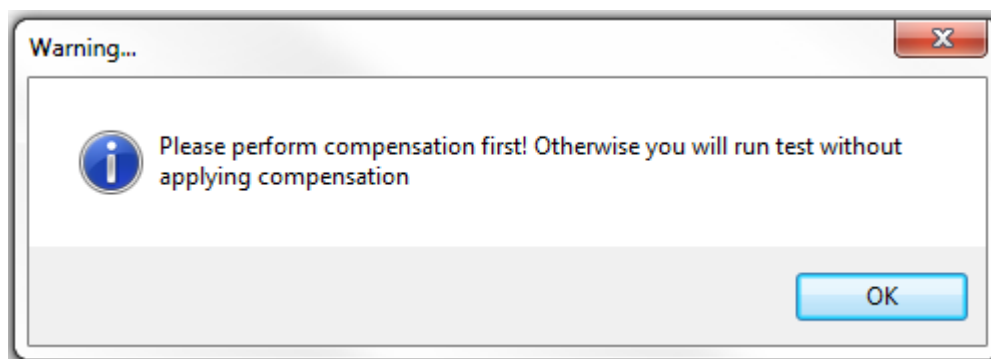 Warning...
Please perform compensation first! Otherwise you will run test without
applying compensation
OK